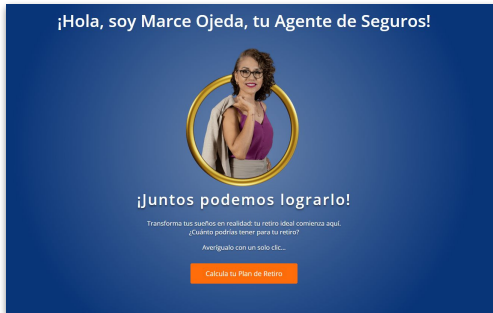 ¡Hola, soy Marce Ojeda, tu Agente de Seguros!
¡Juntos podemos lograrlo!
Transforma tus sueños en realidad: tu retiro ideal comienza aquí.
¿Cuánto podrías tener para tu retiro?
Averígualo con un solo clic...
Calcula tu Plan de Retiro